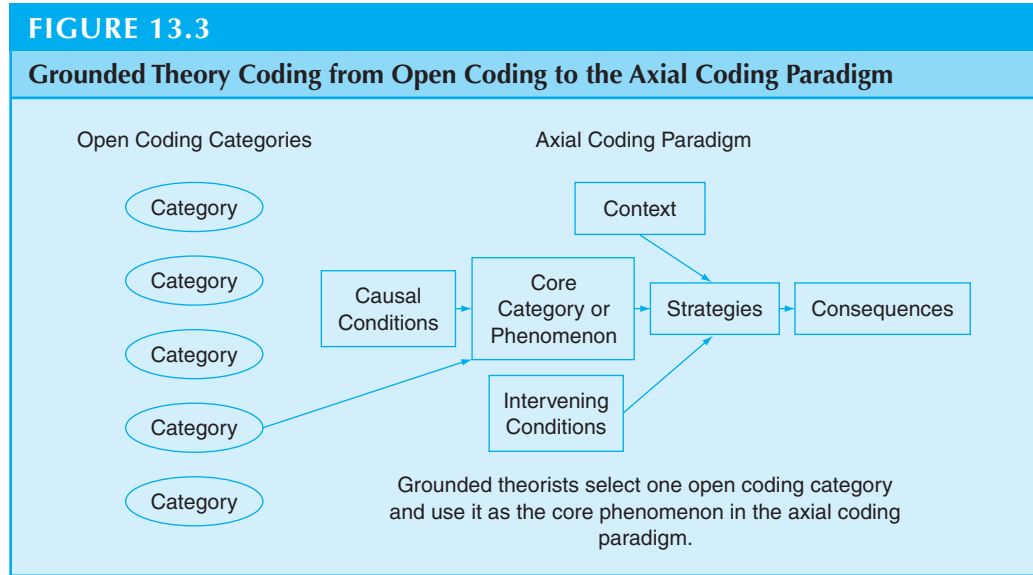 FIGURE 13.3
Grounded Theory Coding from Open Coding to the Axial Coding Paradigm
Open Coding Categories
Axial Coding Paradigm
Category
Category
Category
Category
Category
Context
Causal
Conditions
Core
Category or
Phenomenon
Strategies
Consequences
Intervening
Conditions
Grounded theorists select one open coding category
and use it as the core phenomenon in the axial coding
paradigm.